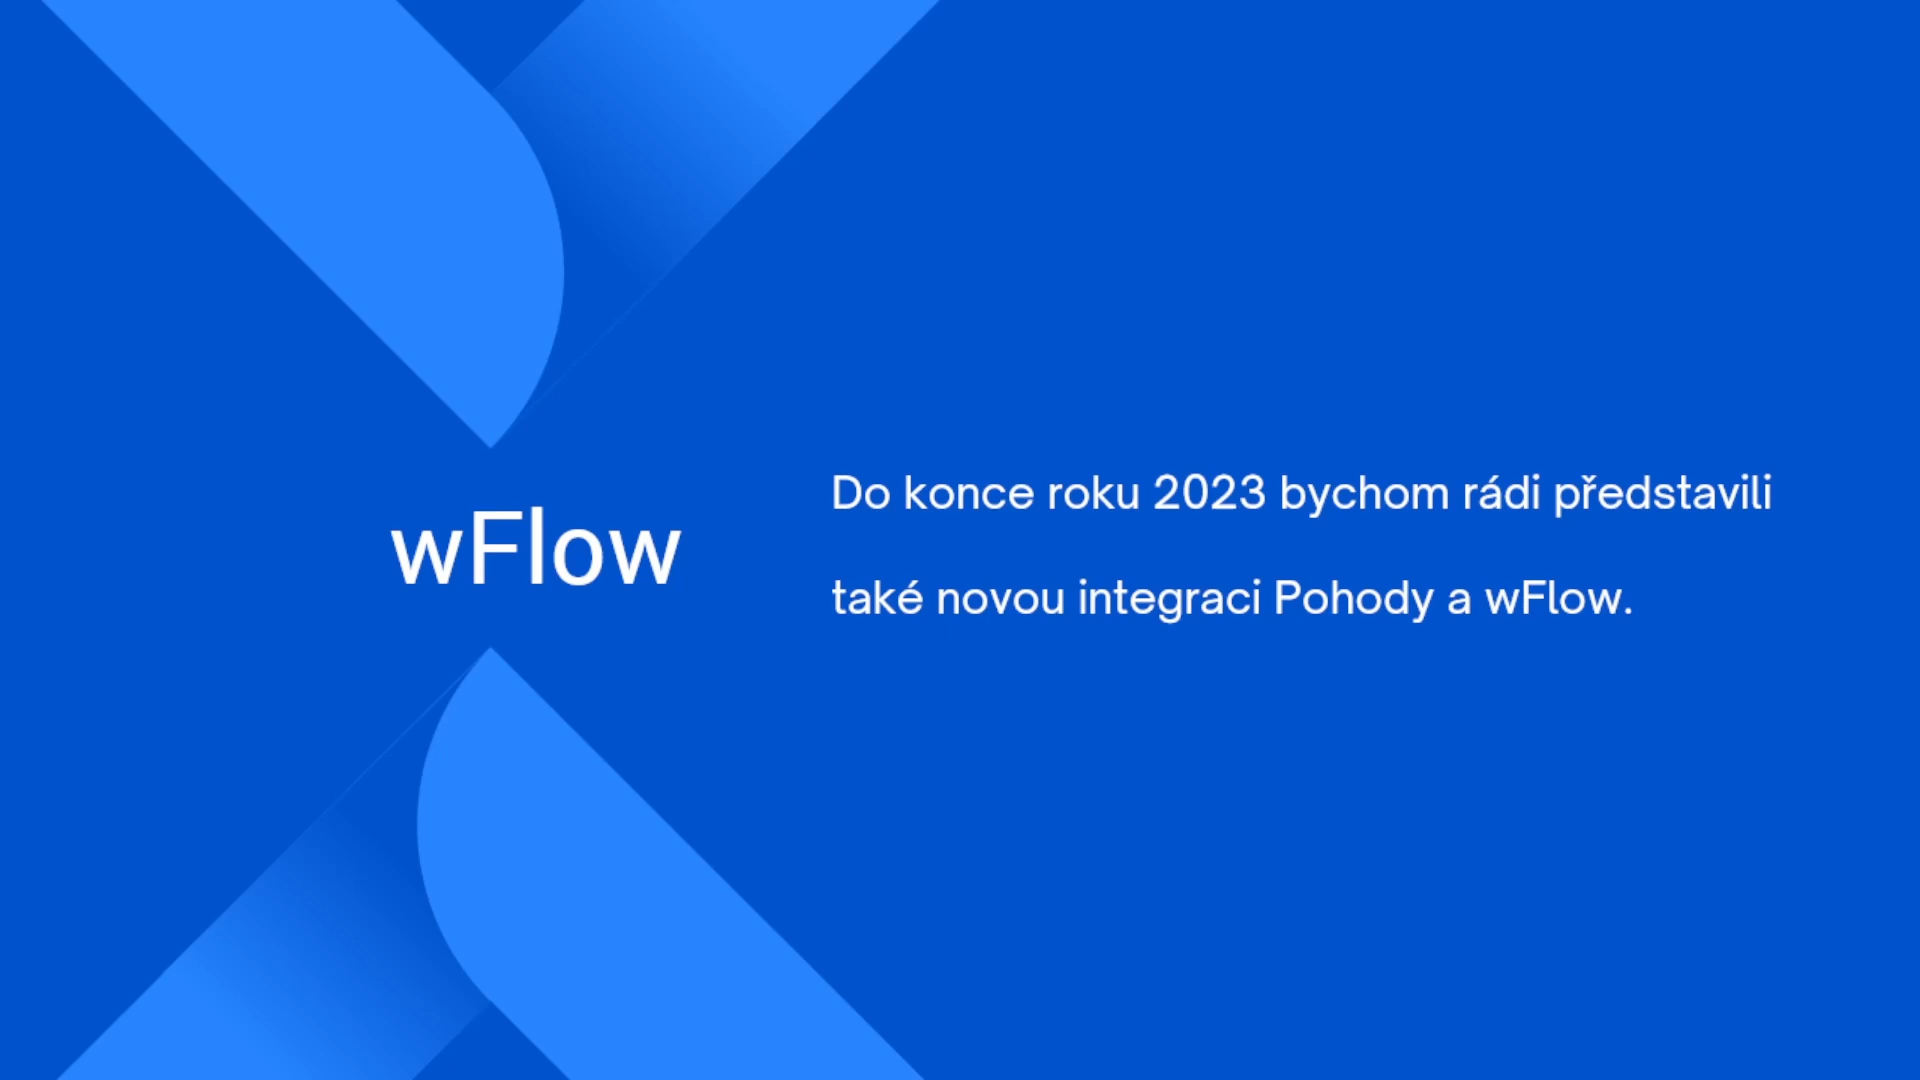 wFlow
Do konce roku 2023 bychom rádi představili
také novou integraci Pohody a wFlow.